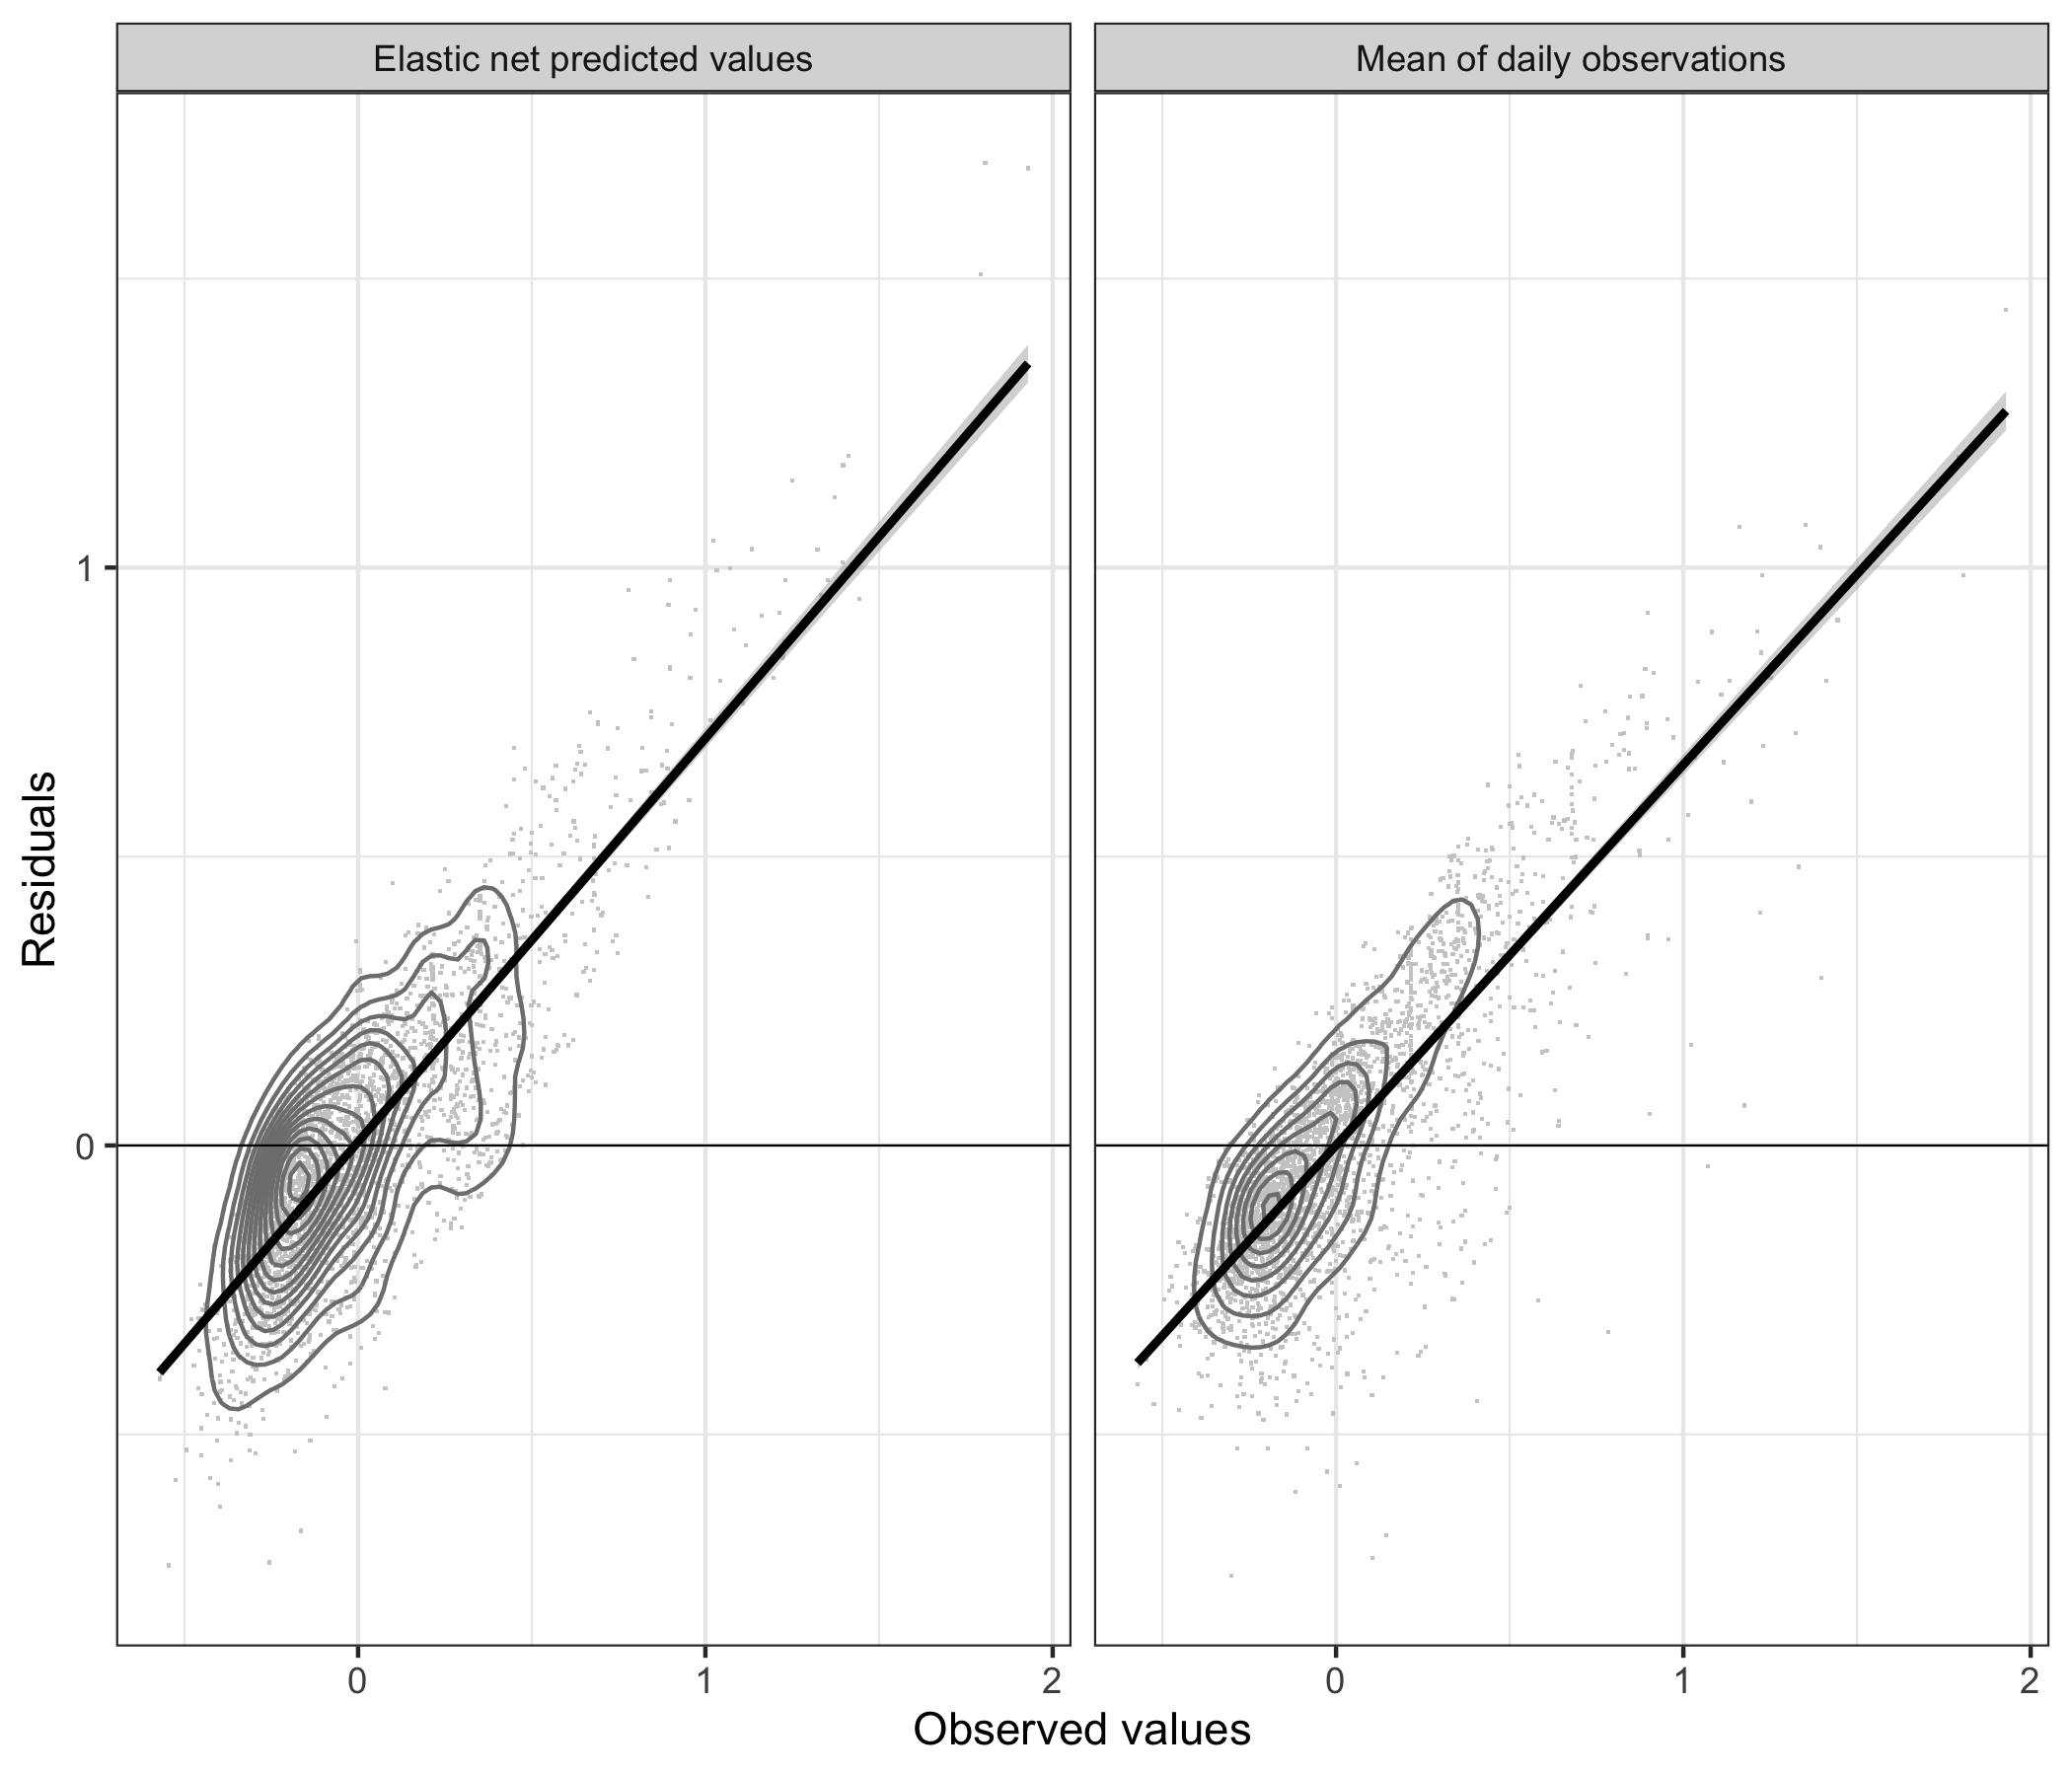 Elastic net predicted values
Mean of daily observations
Residuals
1
0
0 1 2
0 1 2
Observed values